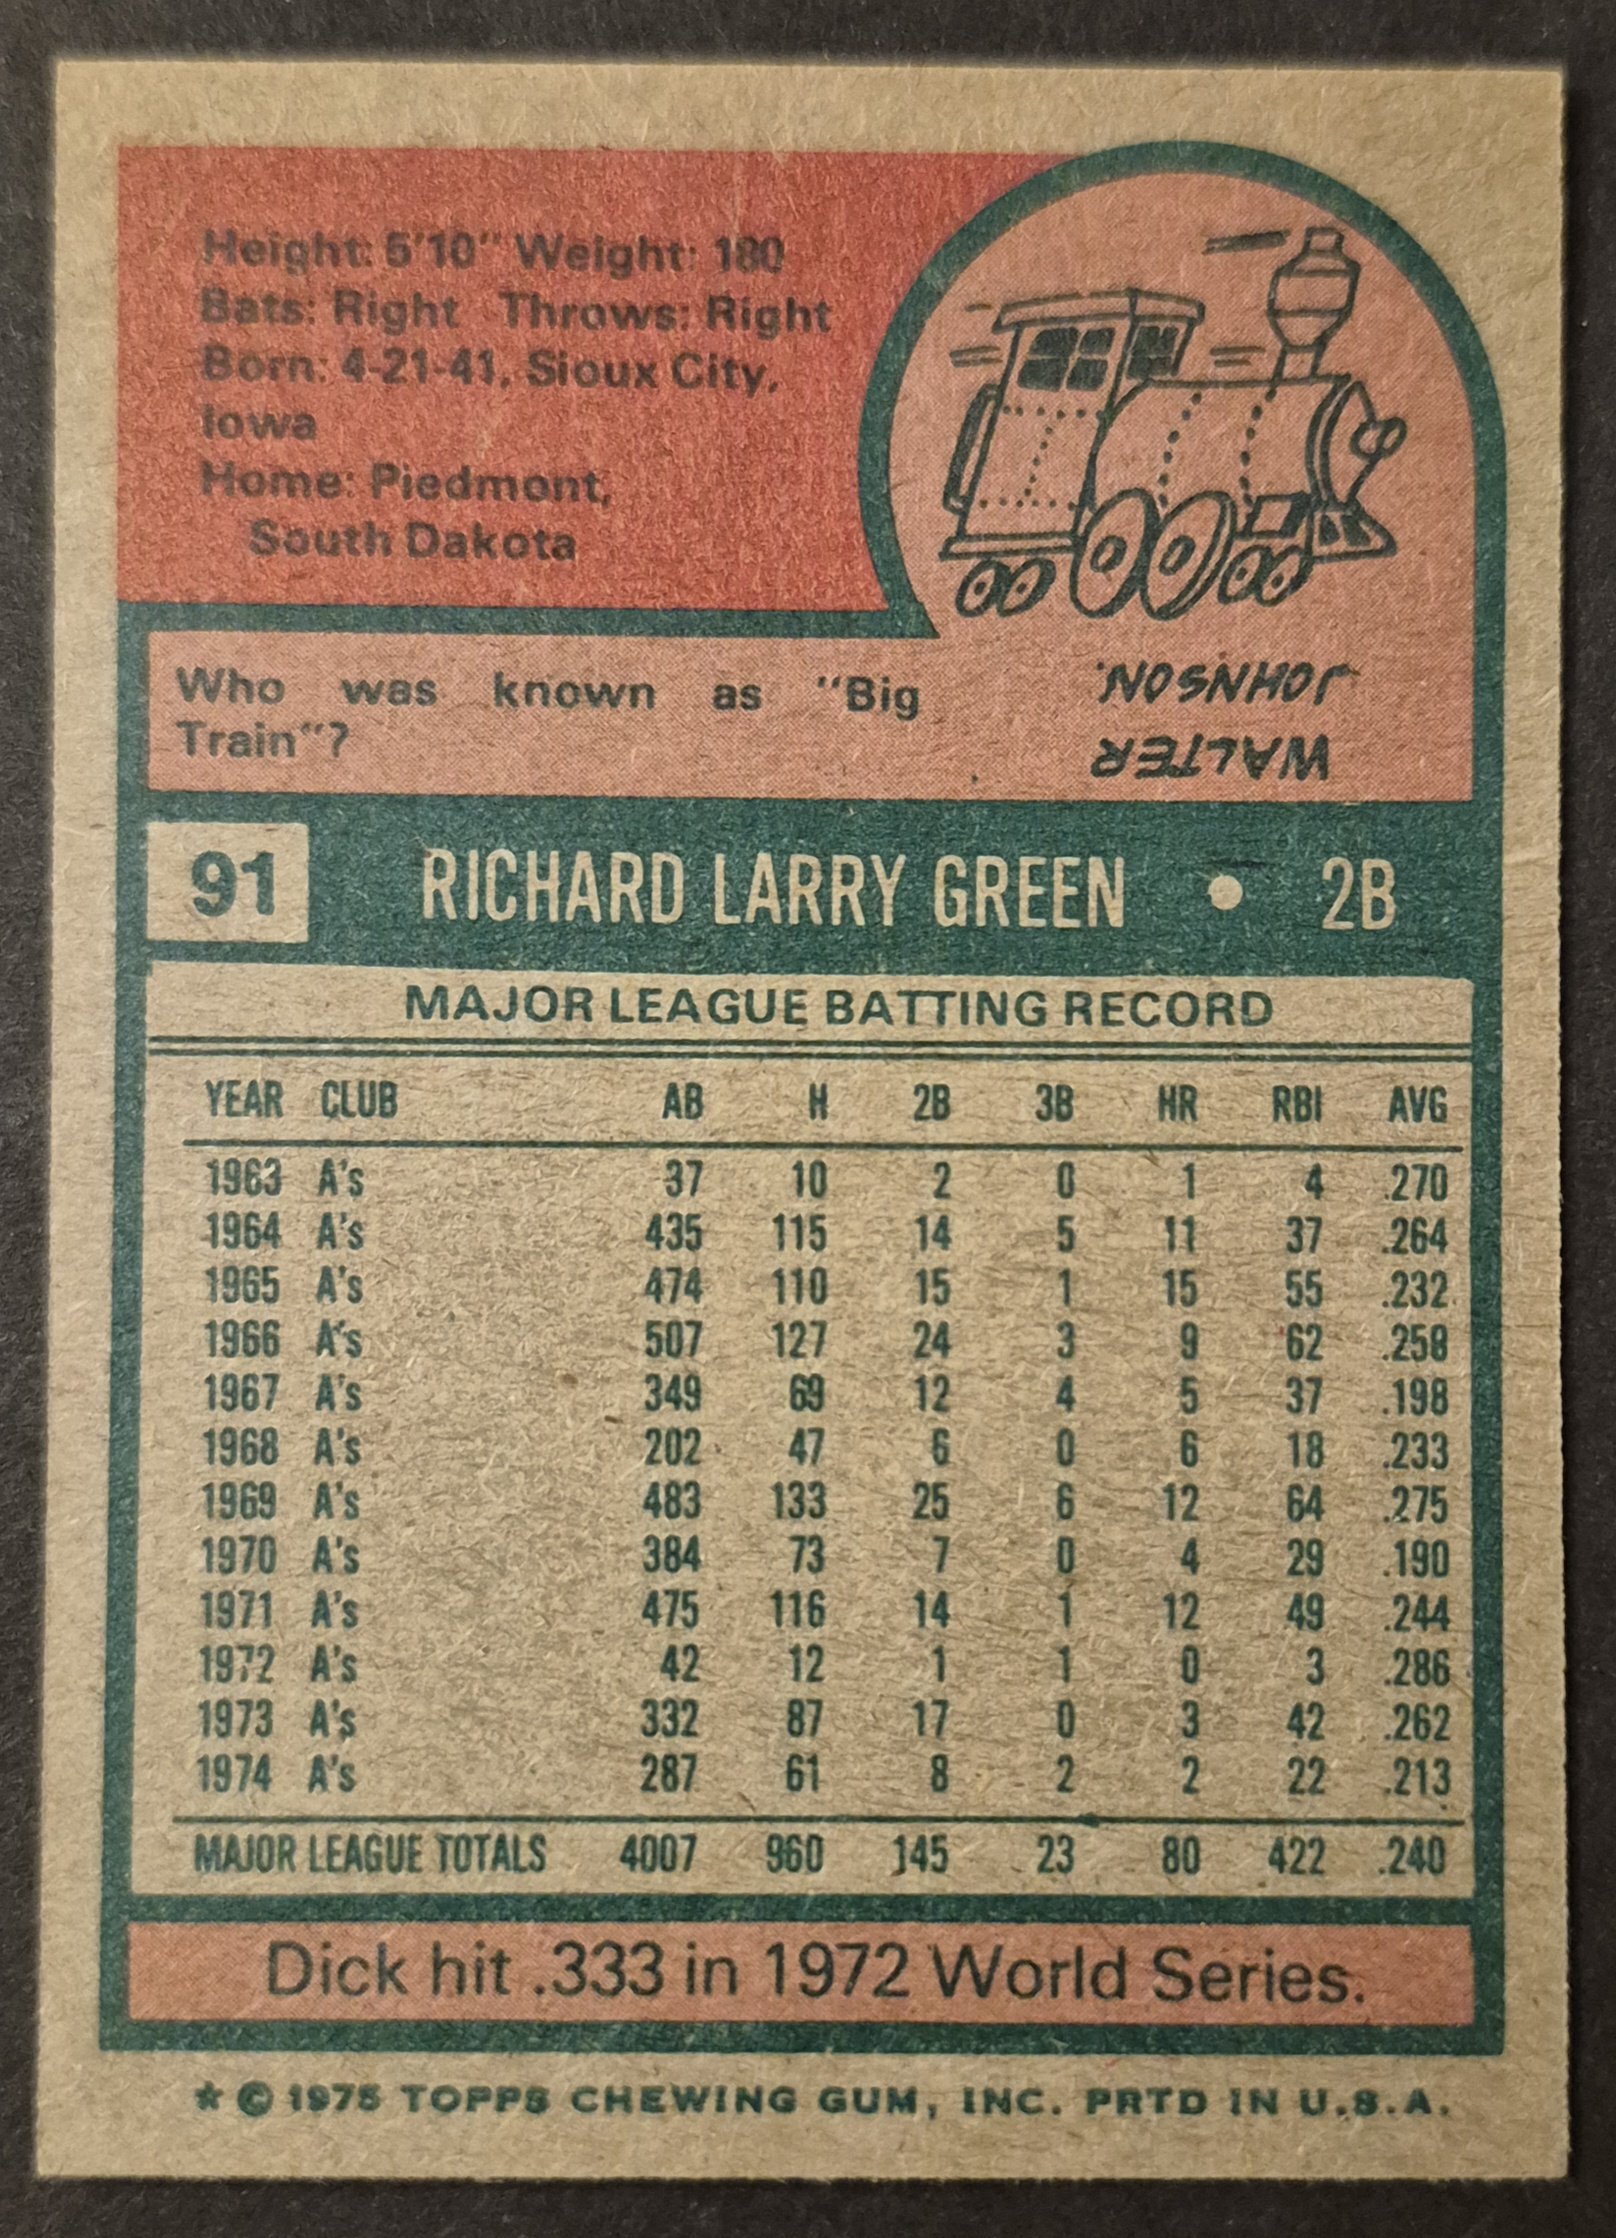 Height: 5'10" Weight: 180
Bats: Right Throws: Right
Born: 4-21-41, Sioux City,
Iowa
Home: Piedmont,
South Dakota
Who was known as "Big
Train"?
WALTER
JOHNSON.
91 RICHARD LARRY GREEN • 2B
MAJOR LEAGUE BATTING RECORD
YEAR CLUB AB H 2B 3B HR RBI AVG
1963 A's 37 10 2 0 1 4 .270
1964 A's 435 115 14 5 11 37 .264
1965 A's 474 110 15 1 15 55 .232
1966 A's 507 127 24 3 9 62 .258
1967 A's 349 69 12 4 5 37 .198
1968 A's 202 47 6 0 6 18 .233
1969 A's 483 133 25 6 12 64 .275
1970 A's 384 73 7 0 4 29 .190
1971 A's 475 116 14 1 12 49 .244
1972 A's 42 12 1 1 0 3 .286
1973 A's 332 87 17 0 3 42 .262
1974 A's 287 61 8 2 2 22 .213
MAJOR LEAGUE TOTALS 4007 960 145 23 80 422 .240
Dick hit .333 in 1972 World Series.
* © 1975 TOPPS CHEWING GUM, INC. PRTD IN U.S.A.